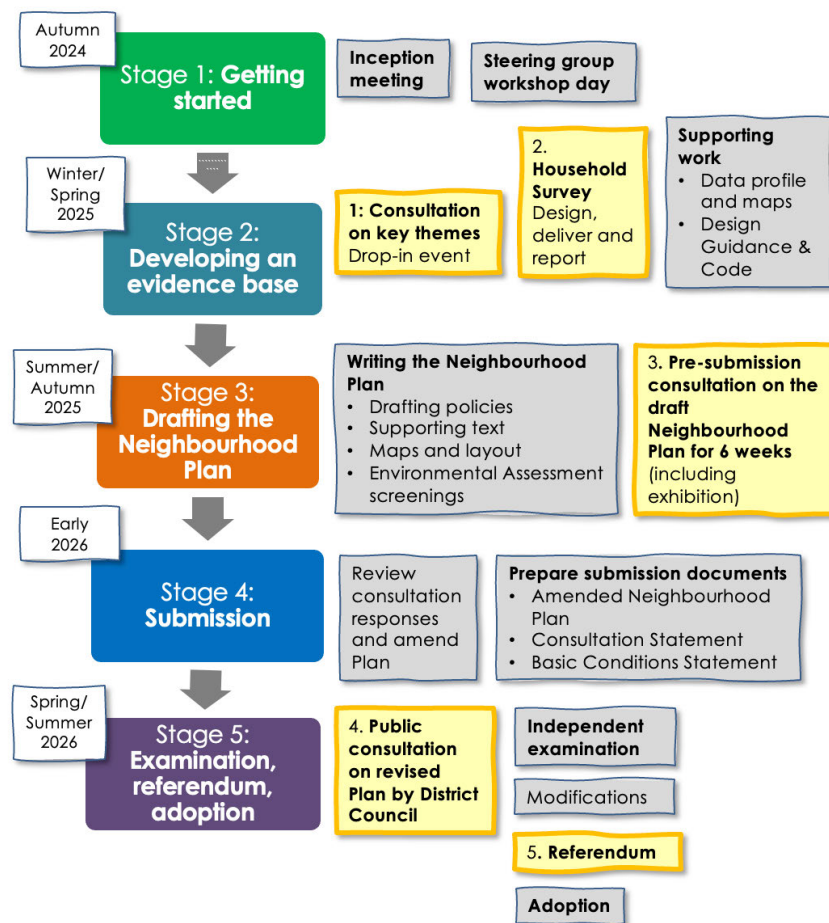 Autumn
2024
Stage 1: Getting
started
Inception
meeting
Steering group
workshop day
Winter/
Spring
2025
Stage 2:
Developing an
evidence base
1: Consultation
on key themes
Drop-in event
2.
Household
Survey
Design,
deliver and
report
Supporting
work
• Data profile
and maps
• Design
Guidance &
Code
Summer/
Autumn
2025
Stage 3:
Drafting the
Neighbourhood
Plan
Writing the Neighbourhood
Plan
• Drafting policies
• Supporting text
• Maps and layout
• Environmental Assessment
screenings
3. Pre-submission
consultation on the
draft
Neighbourhood
Plan for 6 weeks
(including
exhibition)
Early
2026
Stage 4:
Submission
Review
consultation
responses
and amend
Plan
Prepare submission documents
• Amended Neighbourhood
Plan
• Consultation Statement
• Basic Conditions Statement
Spring/
Summer
2026
Stage 5:
Examination,
referendum,
adoption
4. Public
consultation
on revised
Plan by District
Council
Independent
examination
Modifications
5. Referendum
Adoption